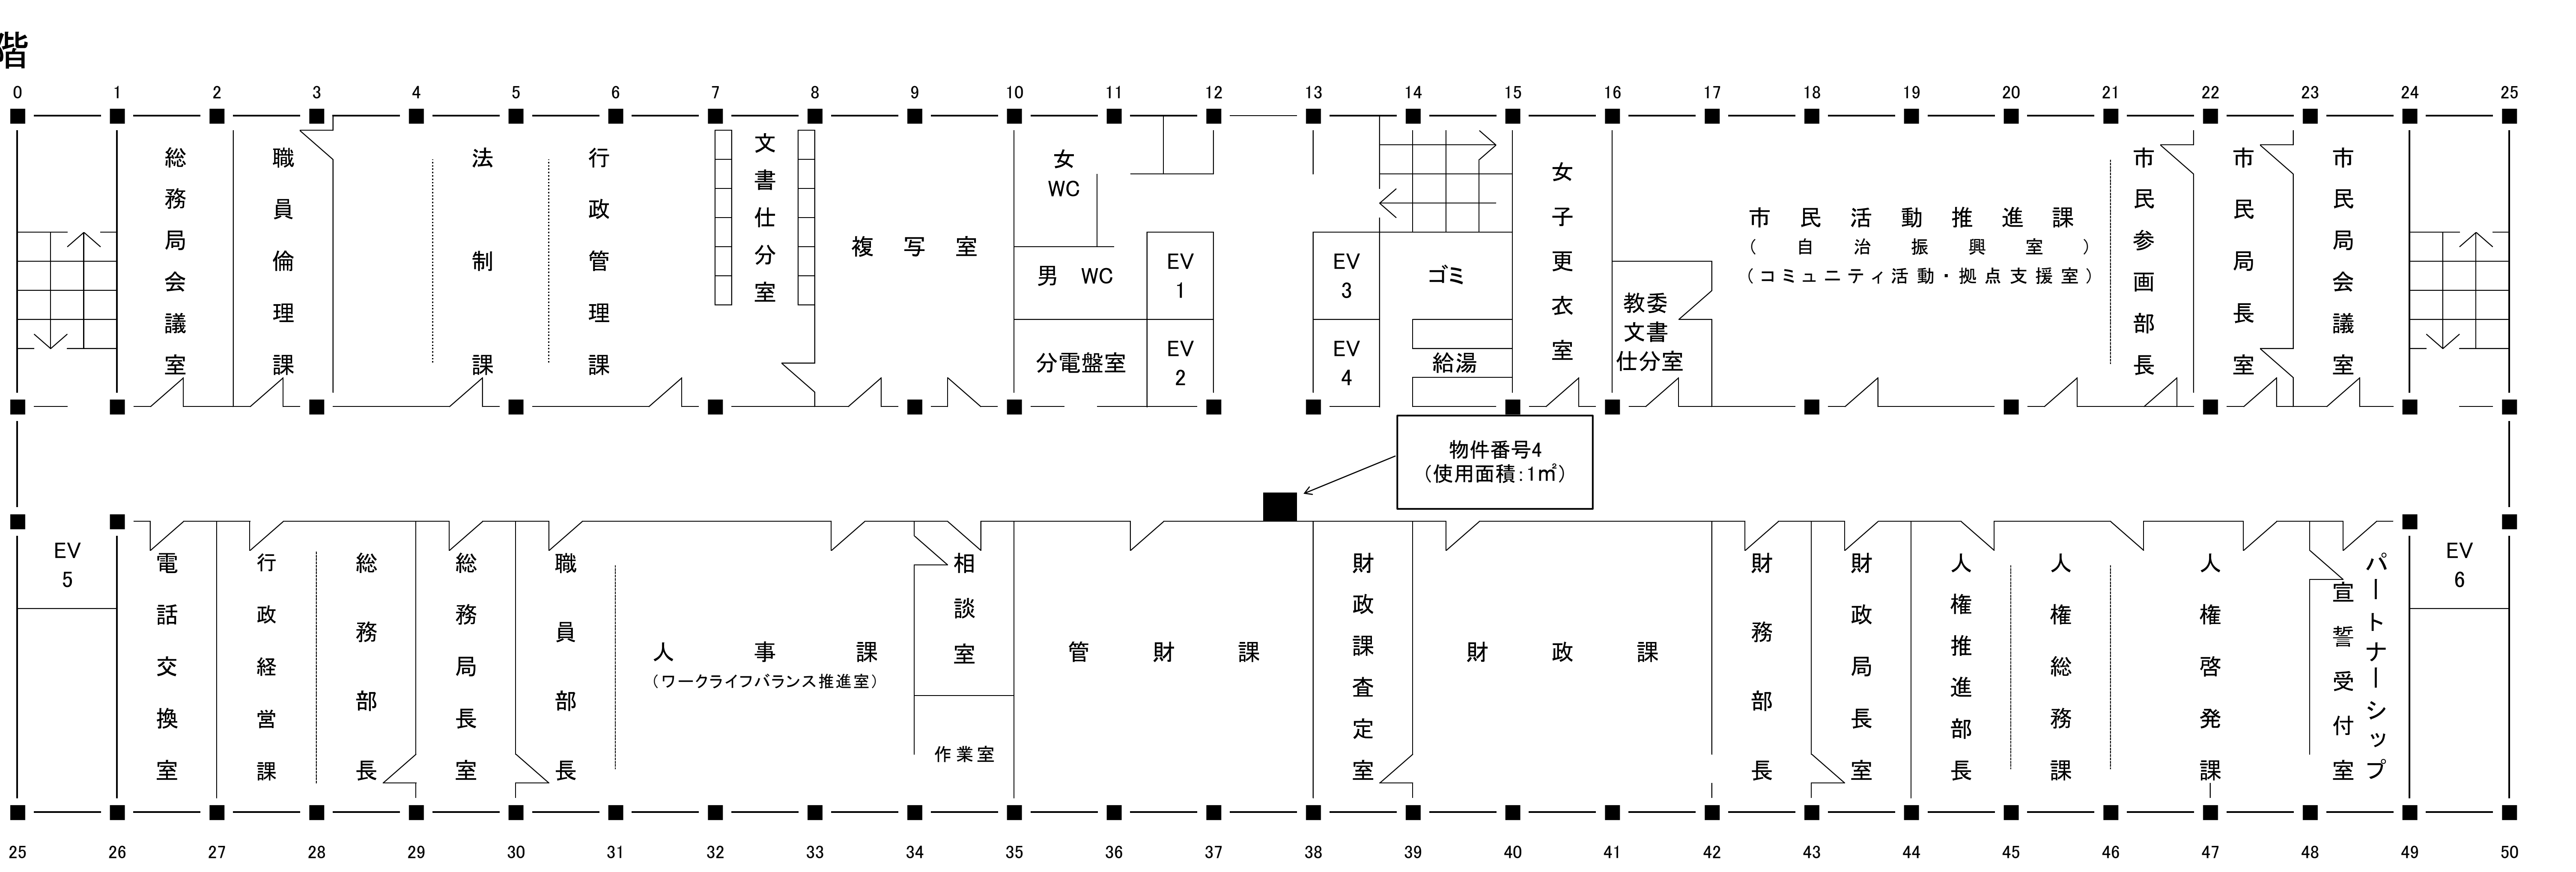 階
0 1 2 3 4 5 6 7 8 9 10 11 12 13 14 15 16 17 18 19 20 21 22 23 24 25
総務局会議室
職員倫理課
法制課
行政管理課
文書仕分室
複写室
女
WC
男 WC
分電盤室
EV
1
EV
2
EV
3
EV
4
ゴミ
給湯
女子更衣室
教委
文書
仕分室
市民活動推進課
(自治振興室)
(コミュニティ活動・拠点支援室)
市民参画部長
市民局長室
市民局会議室
物件番号4
(使用面積:1㎡)
EV
5
電話交換室
行政経営課
総務部長
総務局長室
職員部長
人事課
(ワークライフバランス推進室)
相談室
作業室
管財課
財政課査定室
財政課
財務部長
財政局長室
人権推進部長
人権総務課
人権啓発課
パートナーシップ
宣誓受付室
EV
6
25 26 27 28 29 30 31 32 33 34 35 36 37 38 39 40 41 42 43 44 45 46 47 48 49 50